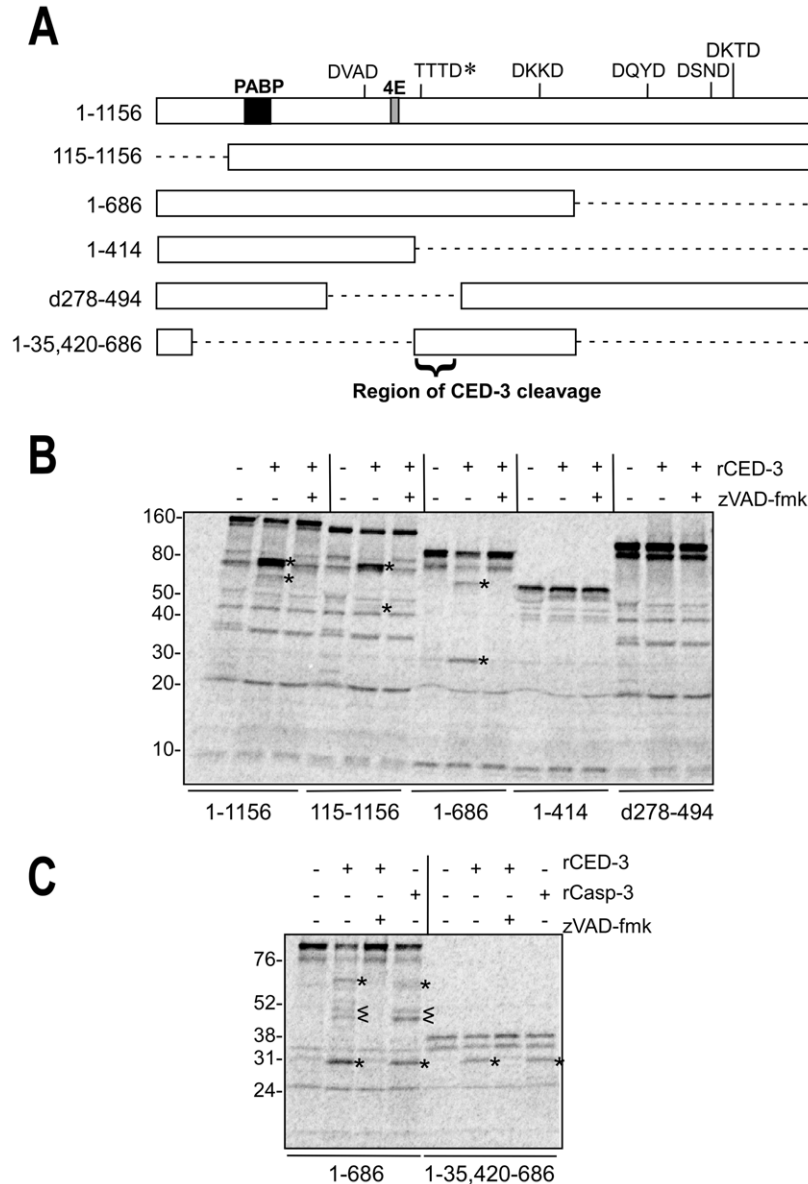 A
DKTD
DVAD TTTD* DKKD DQYD DSND
PABP 4E
1-1156
115-1156
1-686
1-414
d278-494
1-35,420-686
Region of CED-3 cleavage
B
- + + - + + - + + - + + - + + rCED-3
- - + - - + - - + - - + - - + zVAD-fmk
160-
80-
50-
40-
30-
20-
10-
* * * * * *
1-1156 115-1156 1-686 1-414 d278-494
C
- + + - - + + - rCED-3
- - - + - - - + rCasp-3
- - + - - - + - zVAD-fmk
76-
52-
38-
31-
24-
* *
< <
< <
* * * *
1-686 1-35,420-686